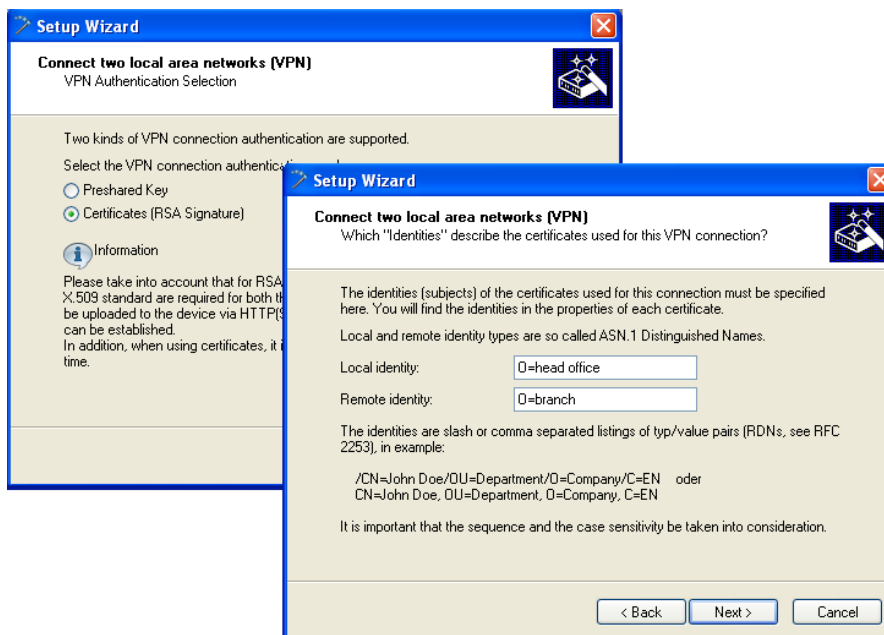 Setup Wizard
Connect two local area networks (VPN)
VPN Authentication Selection
Two kinds of VPN connection authentication are supported.
Select the VPN connection
Preshared Key
Certificates (RSA Signature)
Information
Please take into account that for RSA
X.509 standard are required for both
be uploaded to the device via
can be established.
In addition, when using certificates, it
time.
Setup Wizard
Connect two local area networks (VPN)
Which "Identities" describe the certificates used for this VPN connection?
The identities (subjects) of the certificates used for this connection must be specified
here. You will find the identities in the properties of each certificate.
Local and remote identity types are so called ASN.1 Distinguished Names.
Local identity: O=head office
Remote identity: O=branch
The identities are slash or comma separated listings of typ/value pairs (RDNs, see RFC
2253), in example:
/CN=John Doe/OU=Department/O=Company/C=EN oder
CN=John Doe, OU=Department, O=Company, C=EN
It is important that the sequence and the case sensitivity be taken into consideration.
< Back Next > Cancel